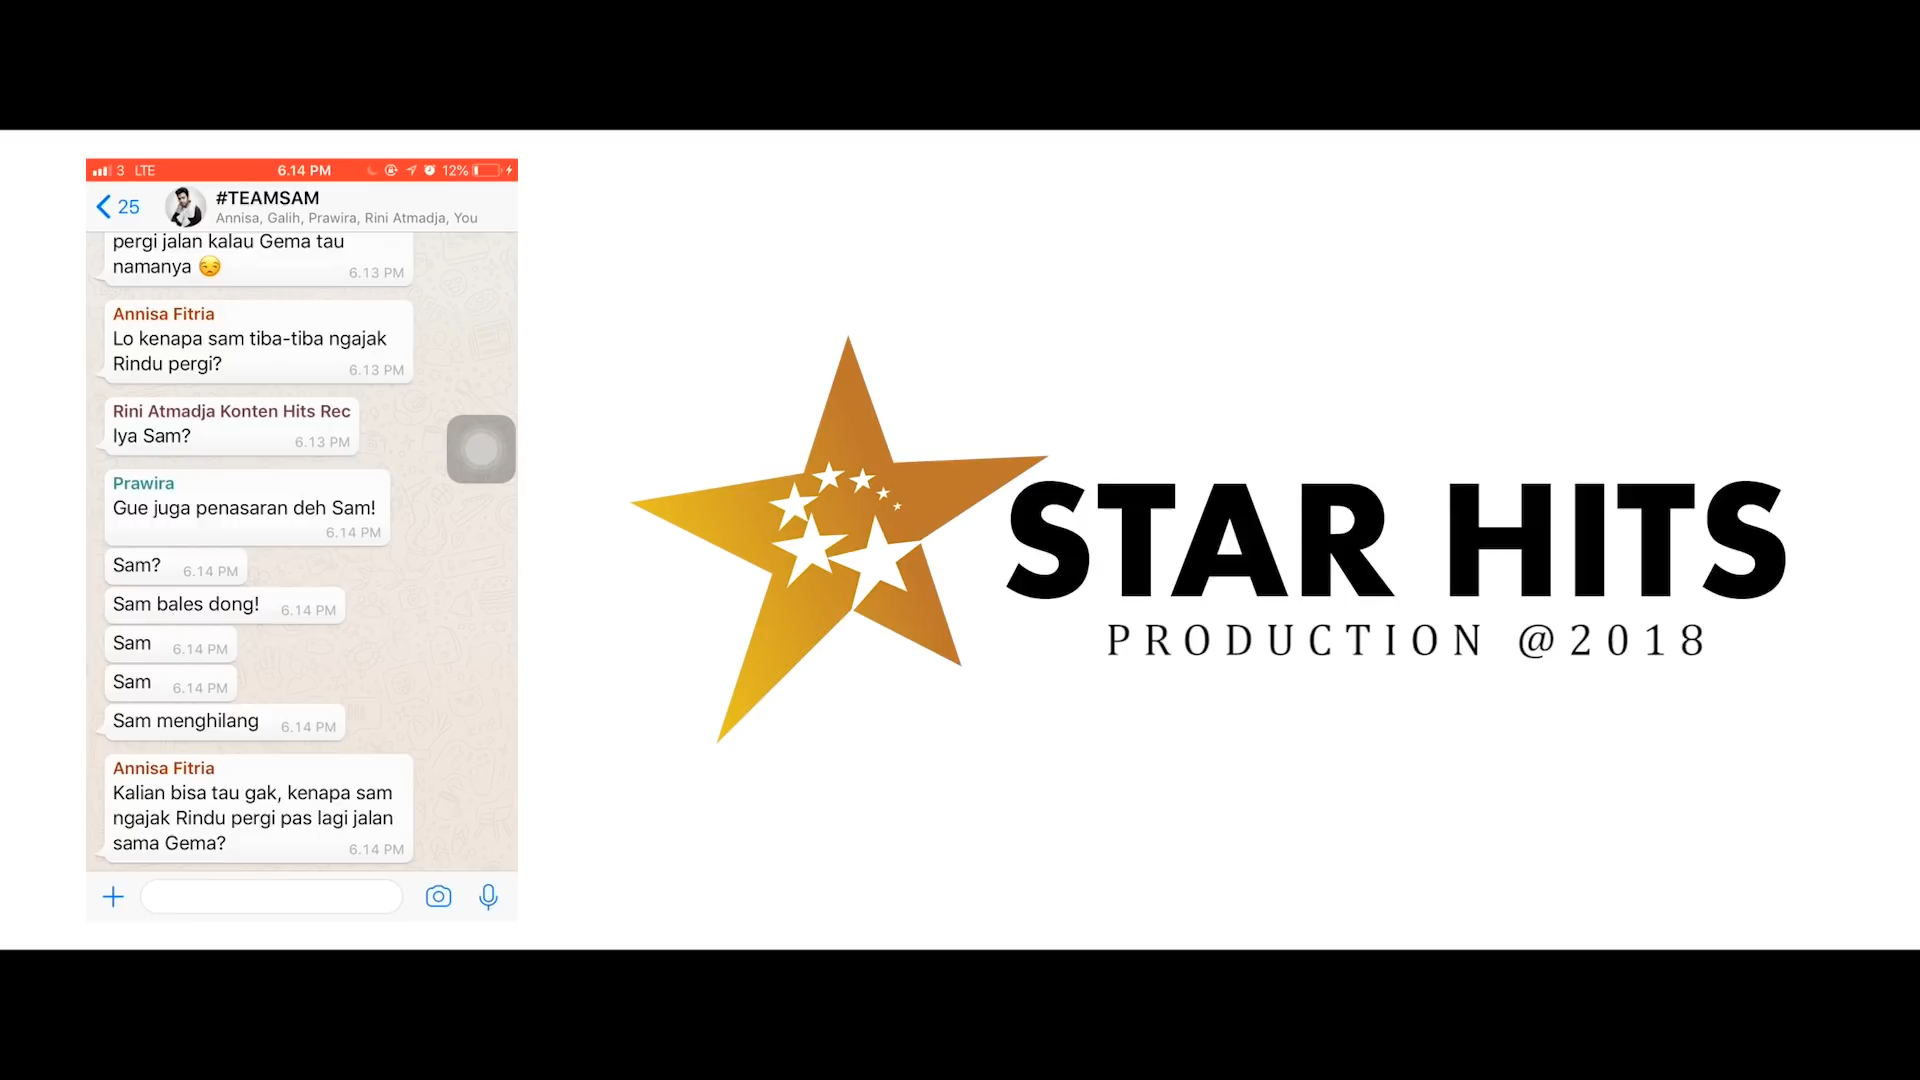 3 LTE 6.14 PM 12%
25 #TEAMSAM
Annisa, Galih, Prawira, Rini Atmadja, You
pergi jalan kalau Gema tau
namanya 😒 6.13 PM
Annisa Fitria
Lo kenapa sam tiba-tiba ngajak
Rindu pergi? 6.13 PM
Rini Atmadja Konten Hits Rec
Iya Sam? 6.13 PM
Prawira
Gue juga penasaran deh Sam!
6.14 PM
Sam? 6.14 PM
Sam bales dong! 6.14 PM
Sam 6.14 PM
Sam 6.14 PM
Sam menghilang 6.14 PM
Annisa Fitria
Kalian bisa tau gak, kenapa sam
ngajak Rindu pergi pas lagi jalan
sama Gema? 6.14 PM
STAR HITS
PRODUCTION @2018